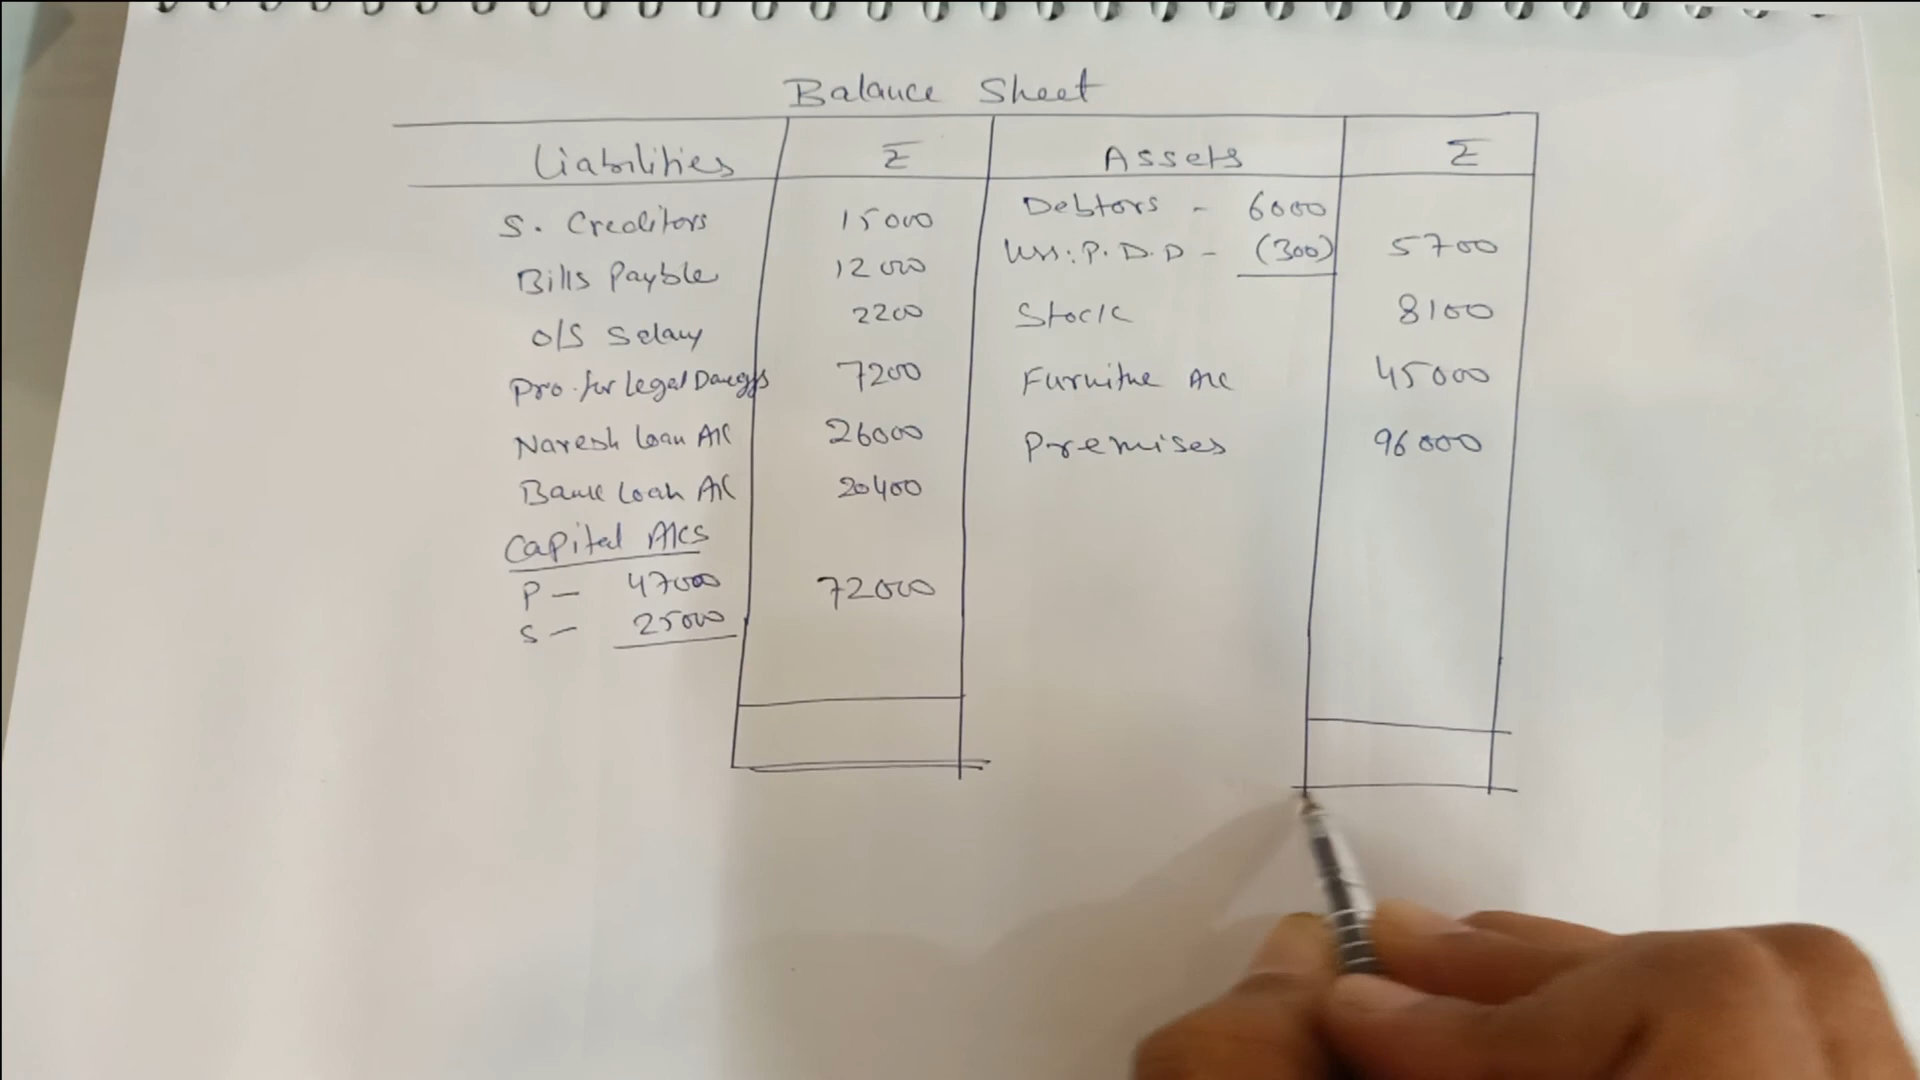 Balance Sheet
Liabilities ₹ Assets ₹
S. Creditors 15000 Debtors - 6000
Less: P.D.D - (300) 5700
Bills Payble 12000
O/S Salary 2200 Stock 8100
Pro. for Legal Damages 7200 Furniture A/c 45000
Naresh Loan A/C 26000 Premises 96000
Bank Loan A/C 20400
Capital A/Cs
P - 47000 72000
S - 25000